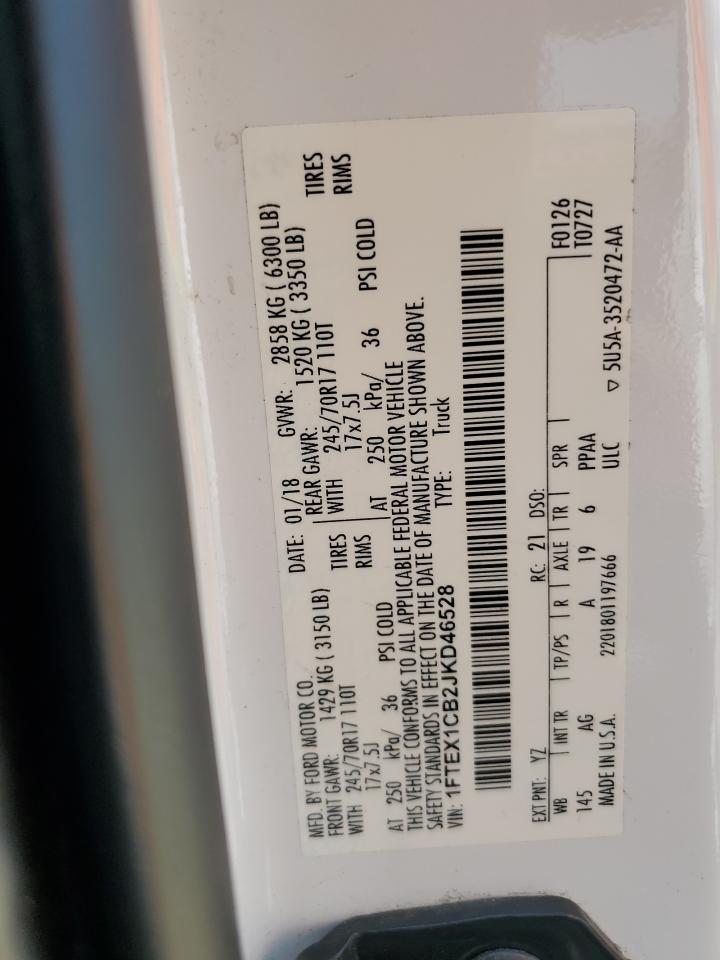 MFD. BY FORD MOTOR CO. DATE: 01/18 GVWR: 2858 KG ( 6300 LB)
FRONT GAWR: 1429 KG ( 3150 LB) REAR GAWR: 1520 KG ( 3350 LB)
WITH 245/70R17 110T TIRES WITH 245/70R17 110T TIRES
17x7.5J RIMS 17x7.5J RIMS
AT 250 kPa/ 36 PSI COLD AT 250 kPa/ 36 PSI COLD
THIS VEHICLE CONFORMS TO ALL APPLICABLE FEDERAL MOTOR VEHICLE
SAFETY STANDARDS IN EFFECT ON THE DATE OF MANUFACTURE SHOWN ABOVE.
VIN: 1FTEX1CB2JKD46528 TYPE: Truck
EXT PNT: YZ RC: 21 DSO: F0126
WB INT TR TP/PS R AXLE TR SPR T0727
145 AG A 19 6 PPAA
MADE IN U.S.A. 2201801197666 ULC ▽ 5U5A-3520472-AA